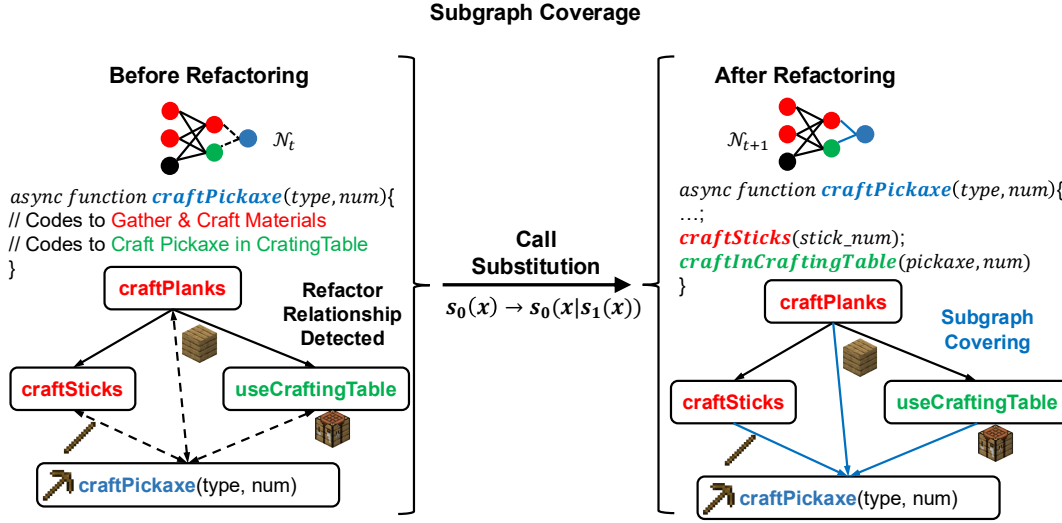 Subgraph Coverage
Before Refactoring
𝒩t
async function craftPickaxe(type, num){
// Codes to Gather & Craft Materials
// Codes to Craft Pickaxe in CratingTable
}
craftPlanks
Refactor
Relationship
Detected
craftSticks
useCraftingTable
craftPickaxe(type, num)
Call
Substitution
s₀(x) → s₀(x|s₁(x))
After Refactoring
𝒩t+1
async function craftPickaxe(type, num){
...;
craftSticks(stick_num);
craftInCraftingTable(pickaxe, num)
}
craftPlanks
Subgraph
Covering
craftSticks
useCraftingTable
craftPickaxe(type, num)